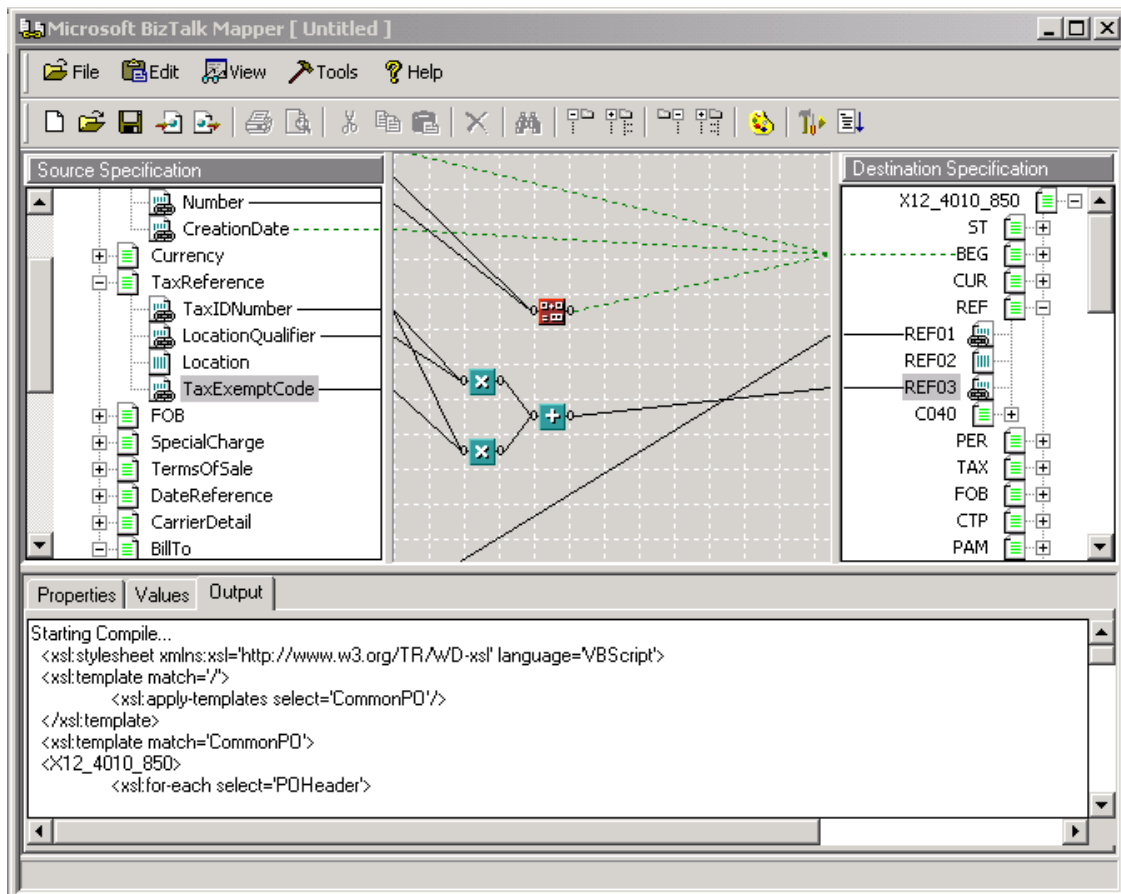 Microsoft BizTalk Mapper [ Untitled ]
File Edit View Tools Help
Source Specification
Number
CreationDate
Currency
TaxReference
TaxIDNumber
LocationQualifier
Location
TaxExemptCode
FOB
SpecialCharge
TermsOfSale
DateReference
CarrierDetail
BillTo
Destination Specification
X12_4010_850
ST
BEG
CUR
REF
REF01
REF02
REF03
C040
PER
TAX
FOB
CTP
PAM
Properties Values Output
Starting Compile...
<xsl:stylesheet xmlns:xsl='http://www.w3.org/TR/WD-xsl' language='VBScript'>
<xsl:template match='/'>
<xsl:apply-templates select='CommonPO'/>
</xsl:template>
<xsl:template match='CommonPO'>
<X12_4010_850>
<xsl:for-each select='POHeader'>